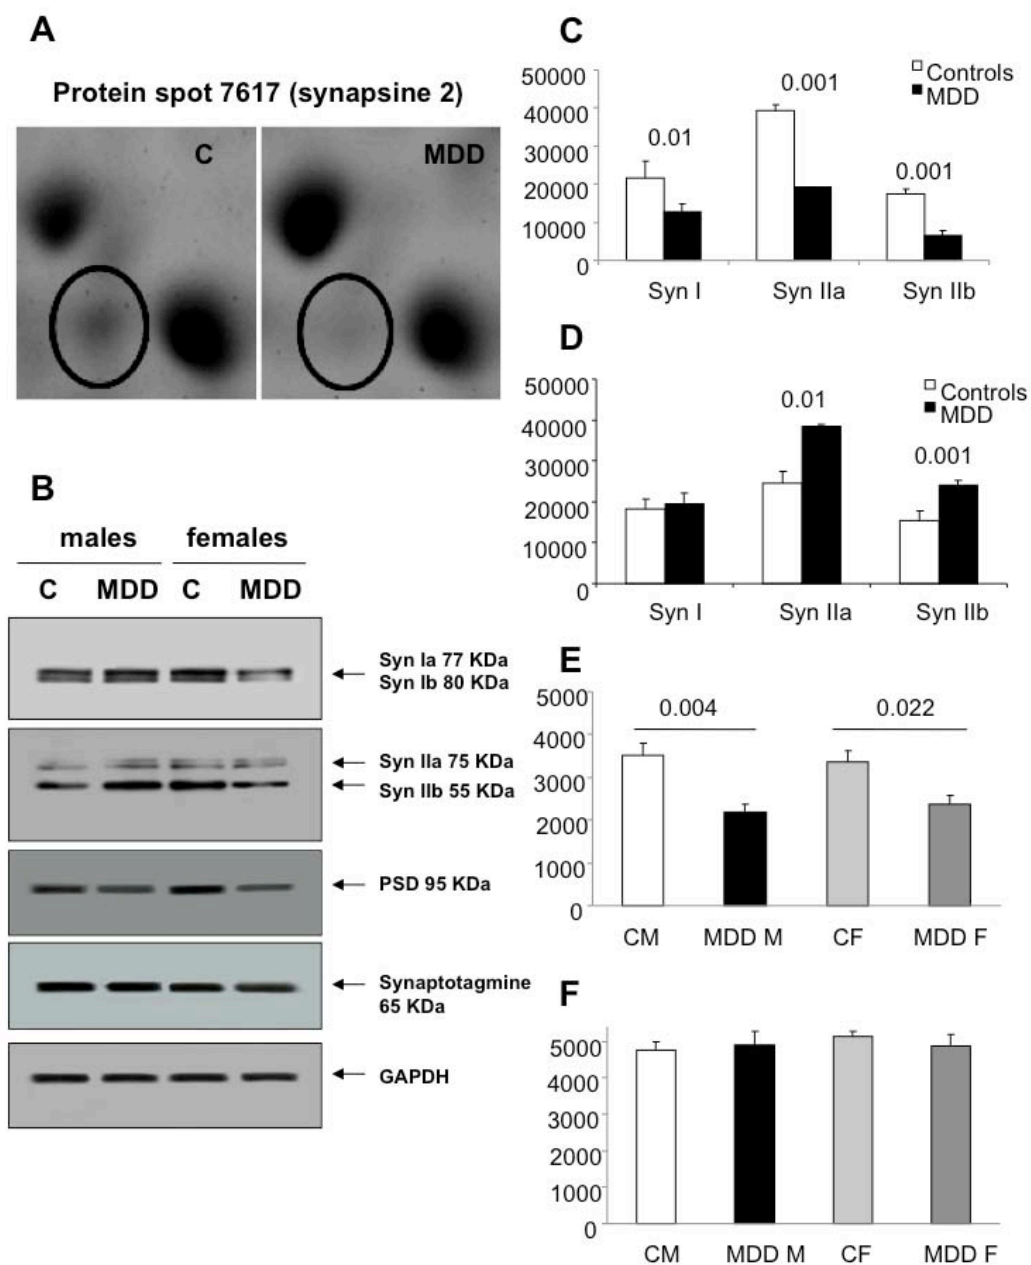 A
Protein spot 7617 (synapsine 2)
C
MDD
B
males
females
C
MDD
C
MDD
Syn Ia 77 KDa
Syn Ib 80 KDa
Syn IIa 75 KDa
Syn IIb 55 KDa
PSD 95 KDa
Synaptotagmine
65 KDa
GAPDH
C
50000
40000
30000
20000
10000
0
0.01
0.001
0.001
Controls
MDD
Syn I
Syn IIa
Syn IIb
D
50000
40000
30000
20000
10000
0
0.01
0.001
Controls
MDD
Syn I
Syn IIa
Syn IIb
E
5000
4000
3000
2000
1000
0
0.004
0.022
CM
MDD M
CF
MDD F
F
5000
4000
3000
2000
1000
0
CM
MDD M
CF
MDD F